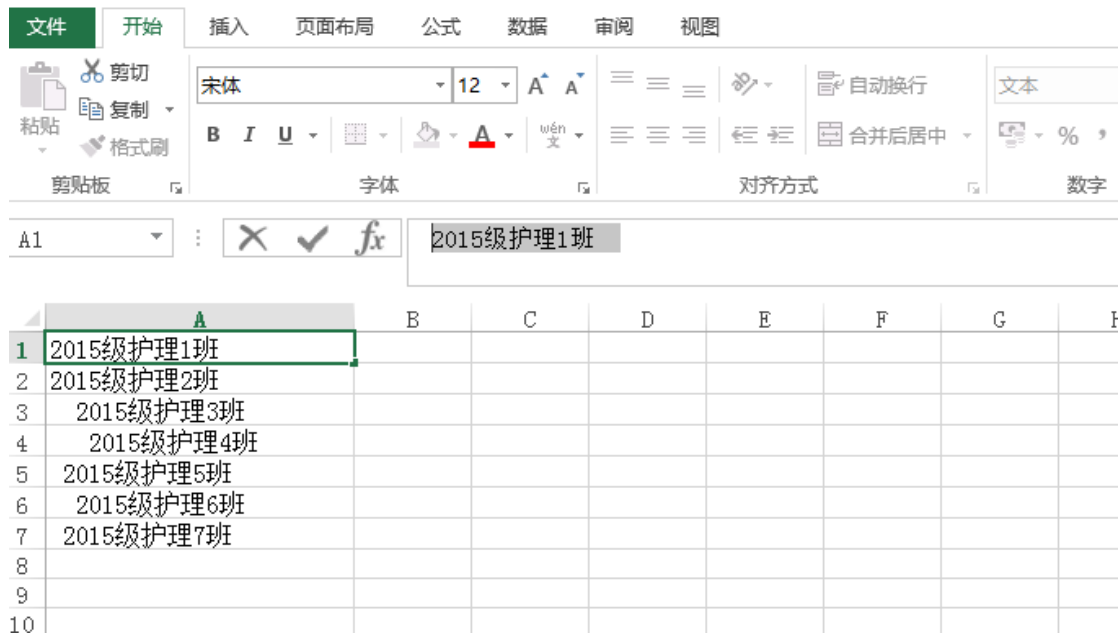 文件 开始 插入 页面布局 公式 数据 审阅 视图
剪切
宋体 12 A A 自动换行 文本
复制
粘贴
B I U A wén 文 合并后居中 % ,
格式刷
剪贴板 字体 对齐方式 数字
A1 fx 2015级护理1班
A B C D E F G
1 2015级护理1班
2 2015级护理2班
3 2015级护理3班
4 2015级护理4班
5 2015级护理5班
6 2015级护理6班
7 2015级护理7班
8
9
10